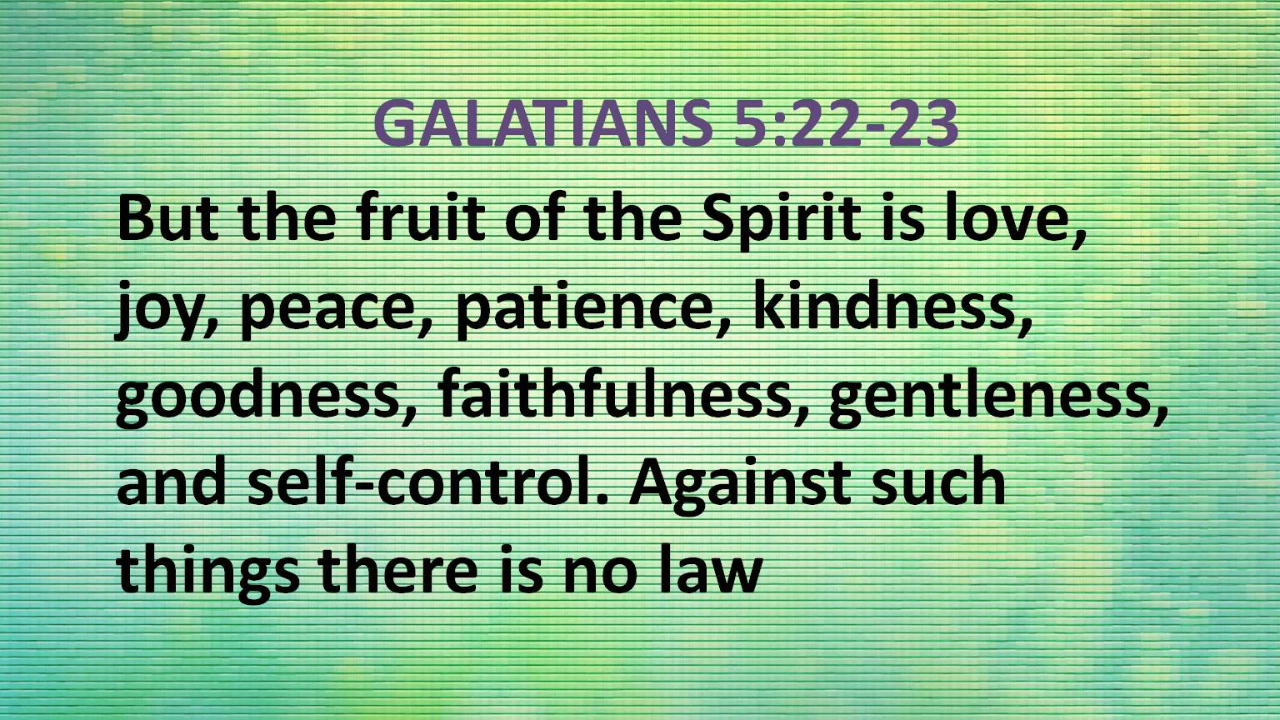 GALATIANS 5:22-23
But the fruit of the Spirit is love,
joy, peace, patience, kindness,
goodness, faithfulness, gentleness,
and self-control. Against such
things there is no law